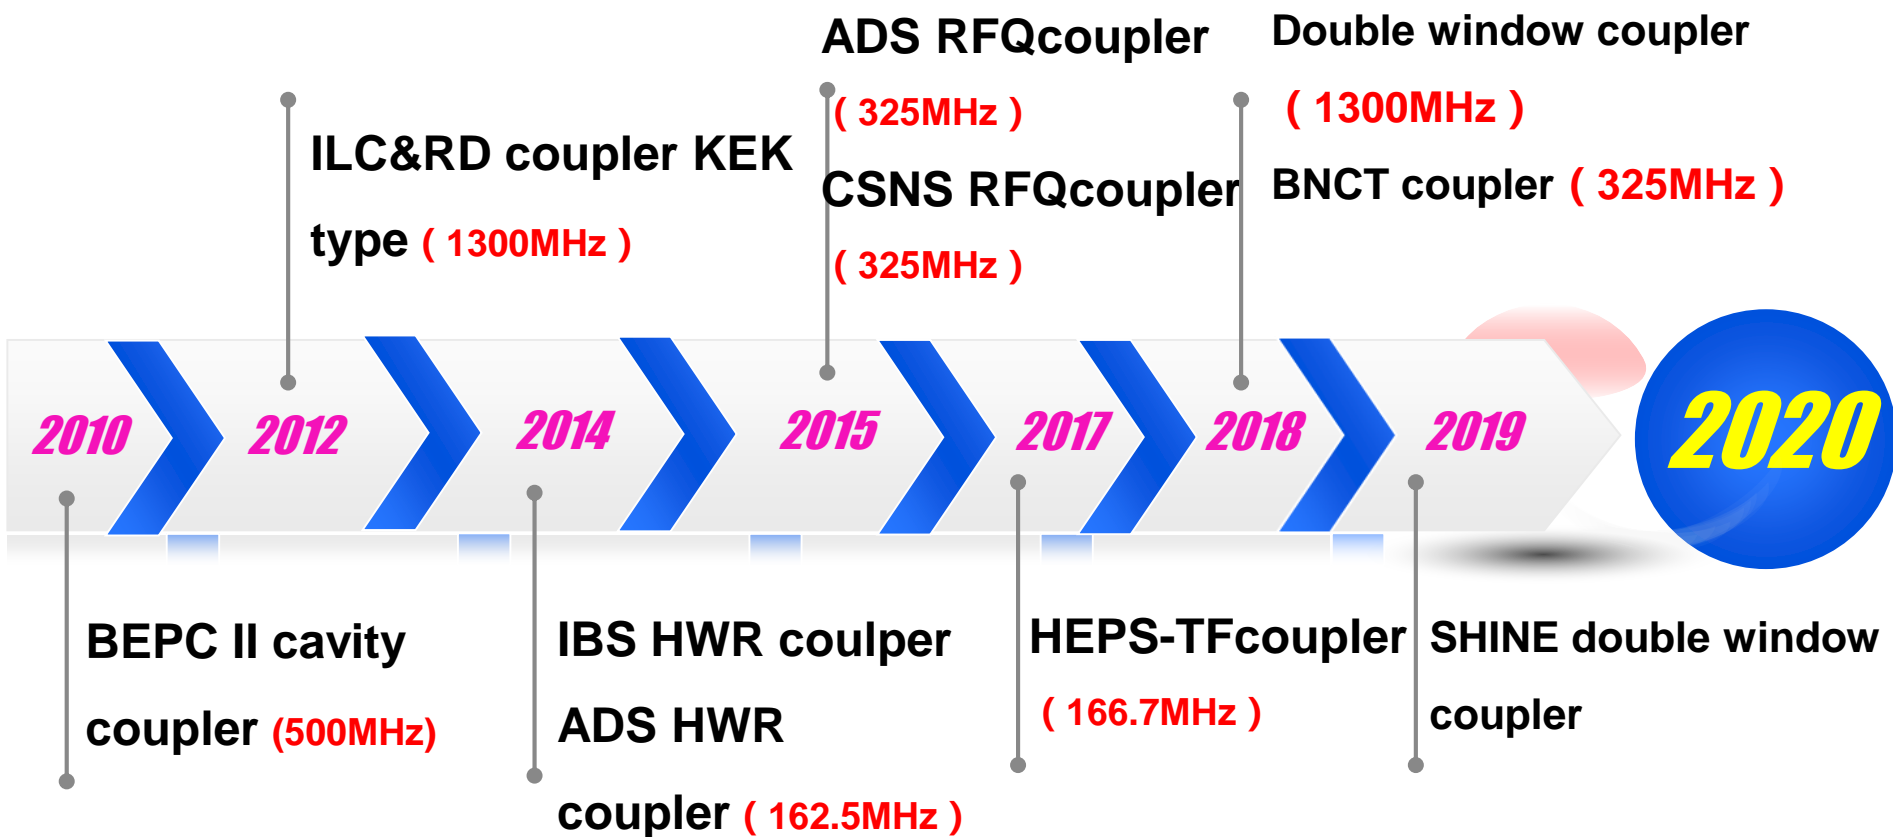 ADS RFQcoupler
( 325MHz )
CSNS RFQcoupler
( 325MHz )
Double window coupler
( 1300MHz )
BNCT coupler ( 325MHz )
ILC&RD coupler KEK
type ( 1300MHz )
2010
2012
2014
2015
2017
2018
2019
2020
BEPC II cavity
coupler (500MHz)
IBS HWR coulper
ADS HWR
coupler ( 162.5MHz )
HEPS-TFcoupler
( 166.7MHz )
SHINE double window
coupler